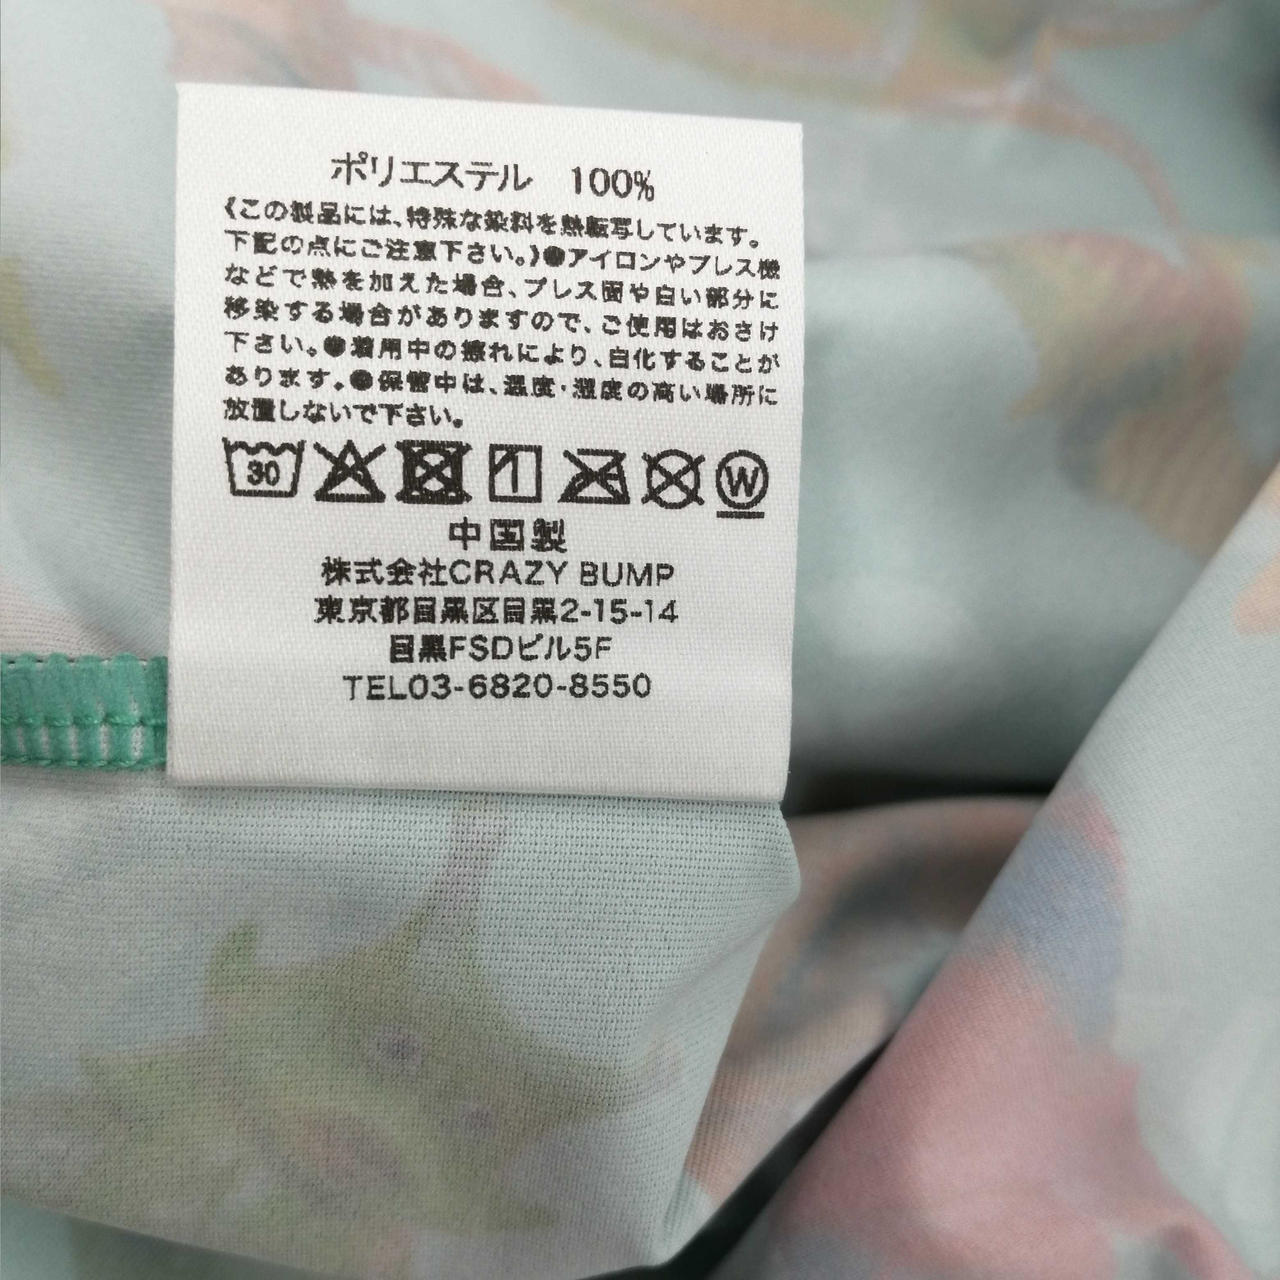 ポリエステル 100%
《この製品には、特殊な染料を熱転写しています。
下記の点にご注意下さい。》●アイロンやプレス機
などで熱を加えた場合、プレス面や白い部分に
移染する場合がありますので、ご使用はおさけ
下さい。●着用中の擦れにより、白化することが
あります。●保管中は、温度・湿度の高い場所に
放置しないで下さい。
30 W
中国製
株式会社CRAZY BUMP
東京都目黒区目黒2-15-14
目黒FSDビル5F
TEL03-6820-8550